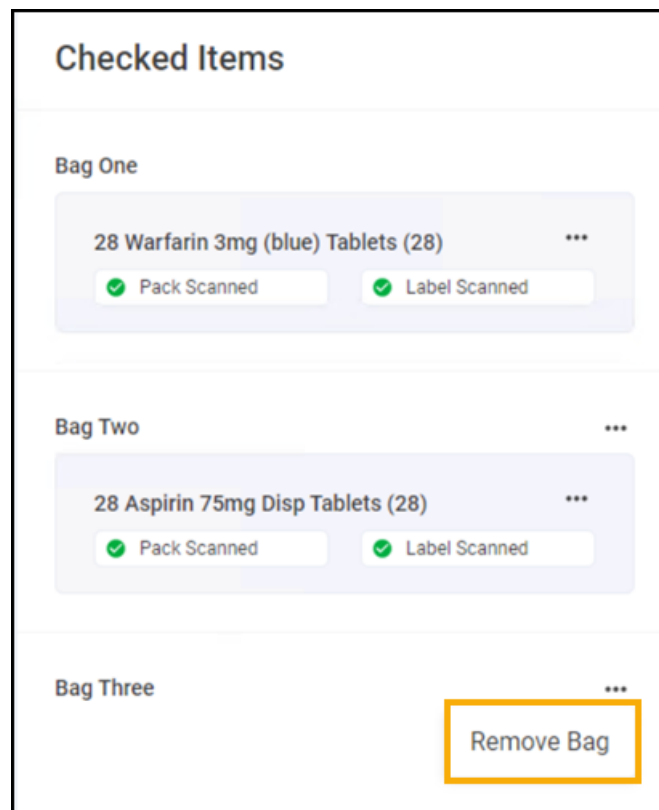 Checked Items
Bag One
28 Warfarin 3mg (blue) Tablets (28) •••
Pack Scanned Label Scanned
Bag Two •••
28 Aspirin 75mg Disp Tablets (28) •••
Pack Scanned Label Scanned
Bag Three •••
Remove Bag